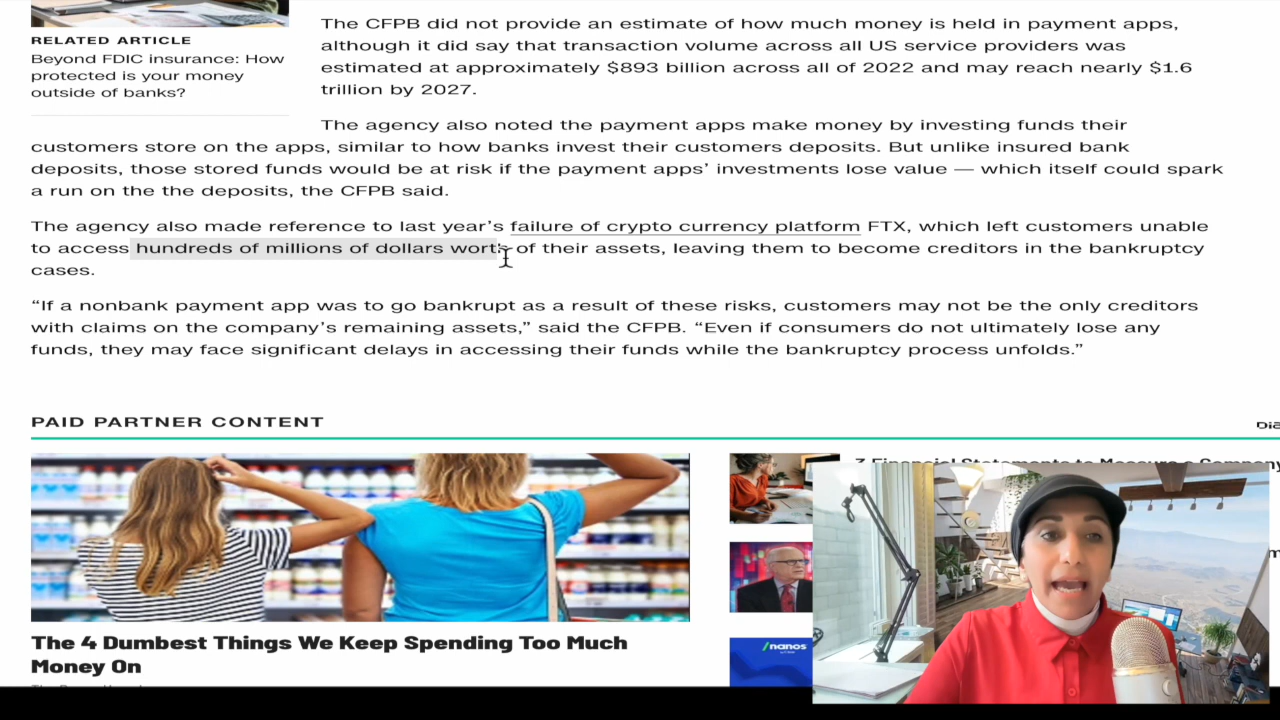 RELATED ARTICLE
Beyond FDIC insurance: How
protected is your money
outside of banks?
The CFPB did not provide an estimate of how much money is held in payment apps,
although it did say that transaction volume across all US service providers was
estimated at approximately $893 billion across all of 2022 and may reach nearly $1.6
trillion by 2027.
The agency also noted the payment apps make money by investing funds their
customers store on the apps, similar to how banks invest their customers deposits. But unlike insured bank
deposits, those stored funds would be at risk if the payment apps’ investments lose value — which itself could spark
a run on the the deposits, the CFPB said.
The agency also made reference to last year’s failure of crypto currency platform FTX, which left customers unable
to access hundreds of millions of dollars of their assets, leaving them to become creditors in the bankruptcy
cases.
“If a nonbank payment app was to go bankrupt as a result of these risks, customers may not be the only creditors
with claims on the company’s remaining assets,” said the CFPB. “Even if consumers do not ultimately lose any
funds, they may face significant delays in accessing their funds while the bankruptcy process unfolds.”
PAID PARTNER CONTENT
The 4 Dumbest Things We Keep Spending Too Much
Money On
3 Financial Statements to Measure a Company
nanos